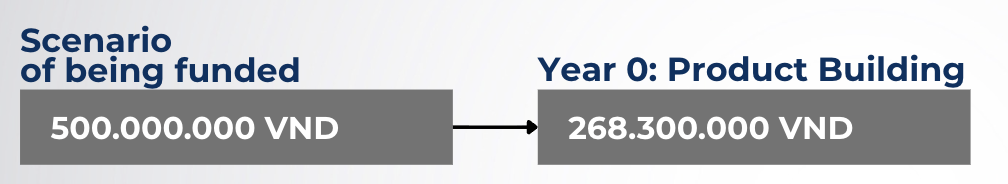 Scenario
of being funded
500.000.000 VND
Year 0: Product Building
268.300.000 VND